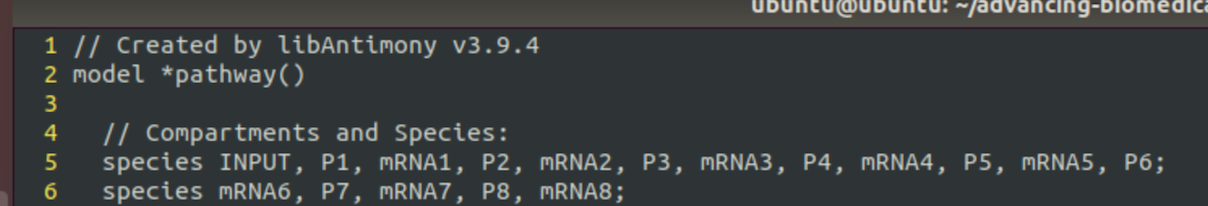 ubuntu@ubuntu: ~/advancing-biomedica
1 // Created by libAntimony v3.9.4
2 model *pathway()
3
4 // Compartments and Species:
5 species INPUT, P1, mRNA1, P2, mRNA2, P3, mRNA3, P4, mRNA4, P5, mRNA5, P6;
6 species mRNA6, P7, mRNA7, P8, mRNA8;